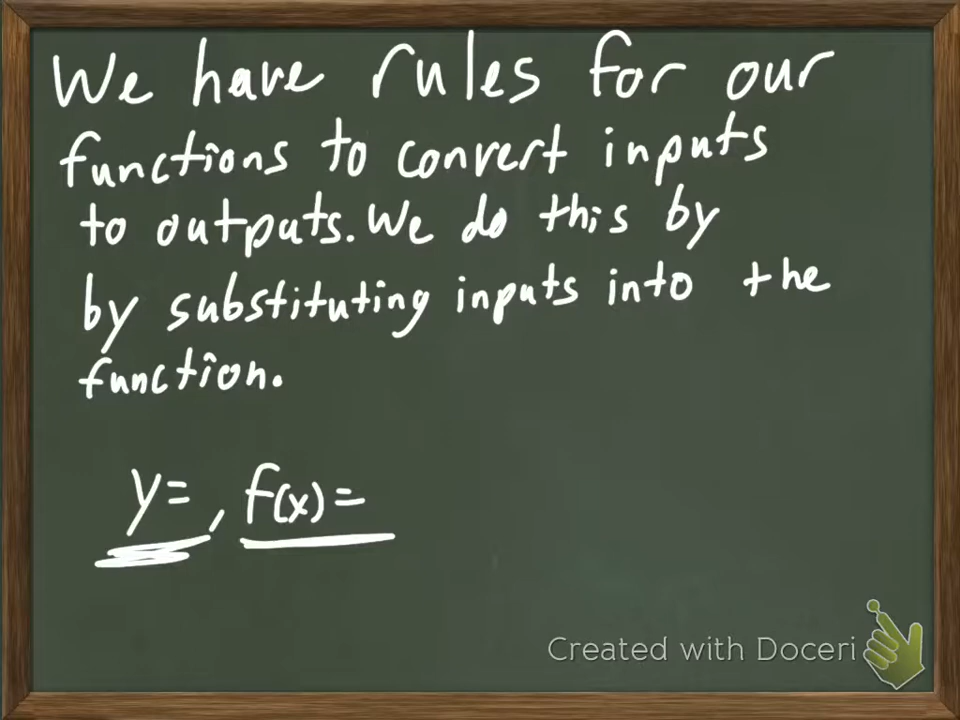 We have rules for our
functions to convert inputs
to outputs. We do this by
by substituting inputs into the
function.
y= , f(x)=
Created with Doceri